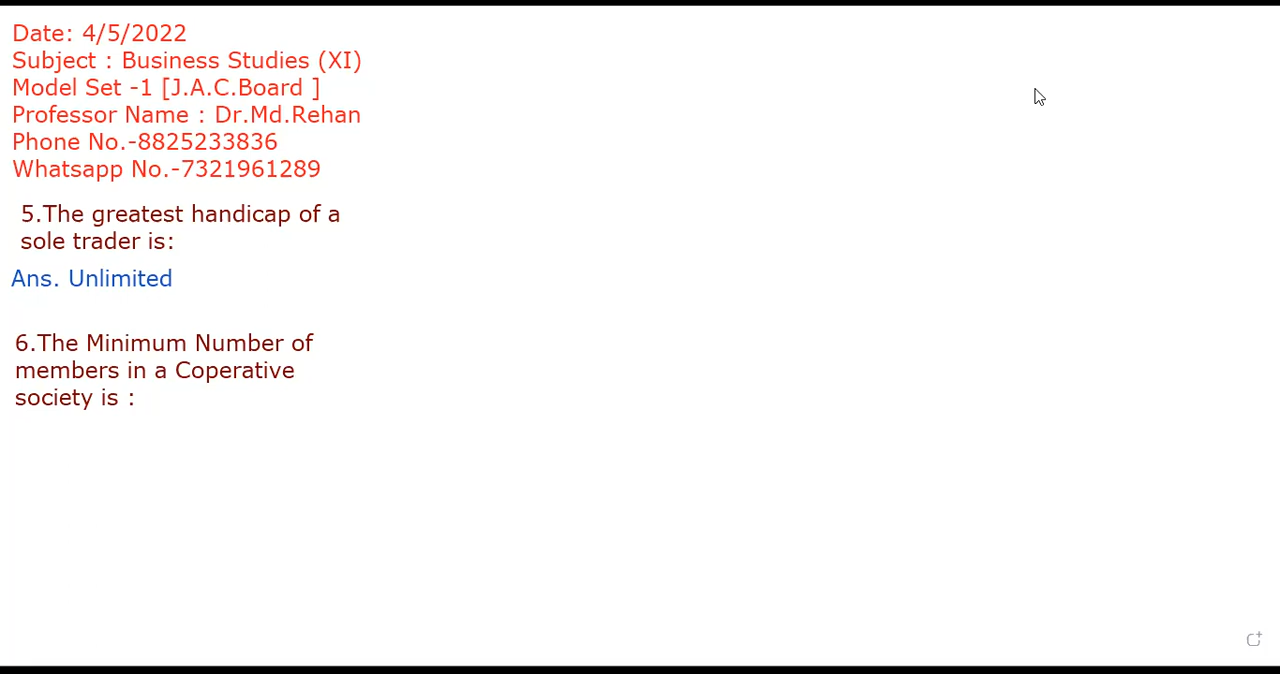 Date: 4/5/2022
Subject : Business Studies (XI)
Model Set -1 [J.A.C.Board ]
Professor Name : Dr.Md.Rehan
Phone No.-8825233836
Whatsapp No.-7321961289
5.The greatest handicap of a
sole trader is:
Ans. Unlimited
6.The Minimum Number of
members in a Coperative
society is :